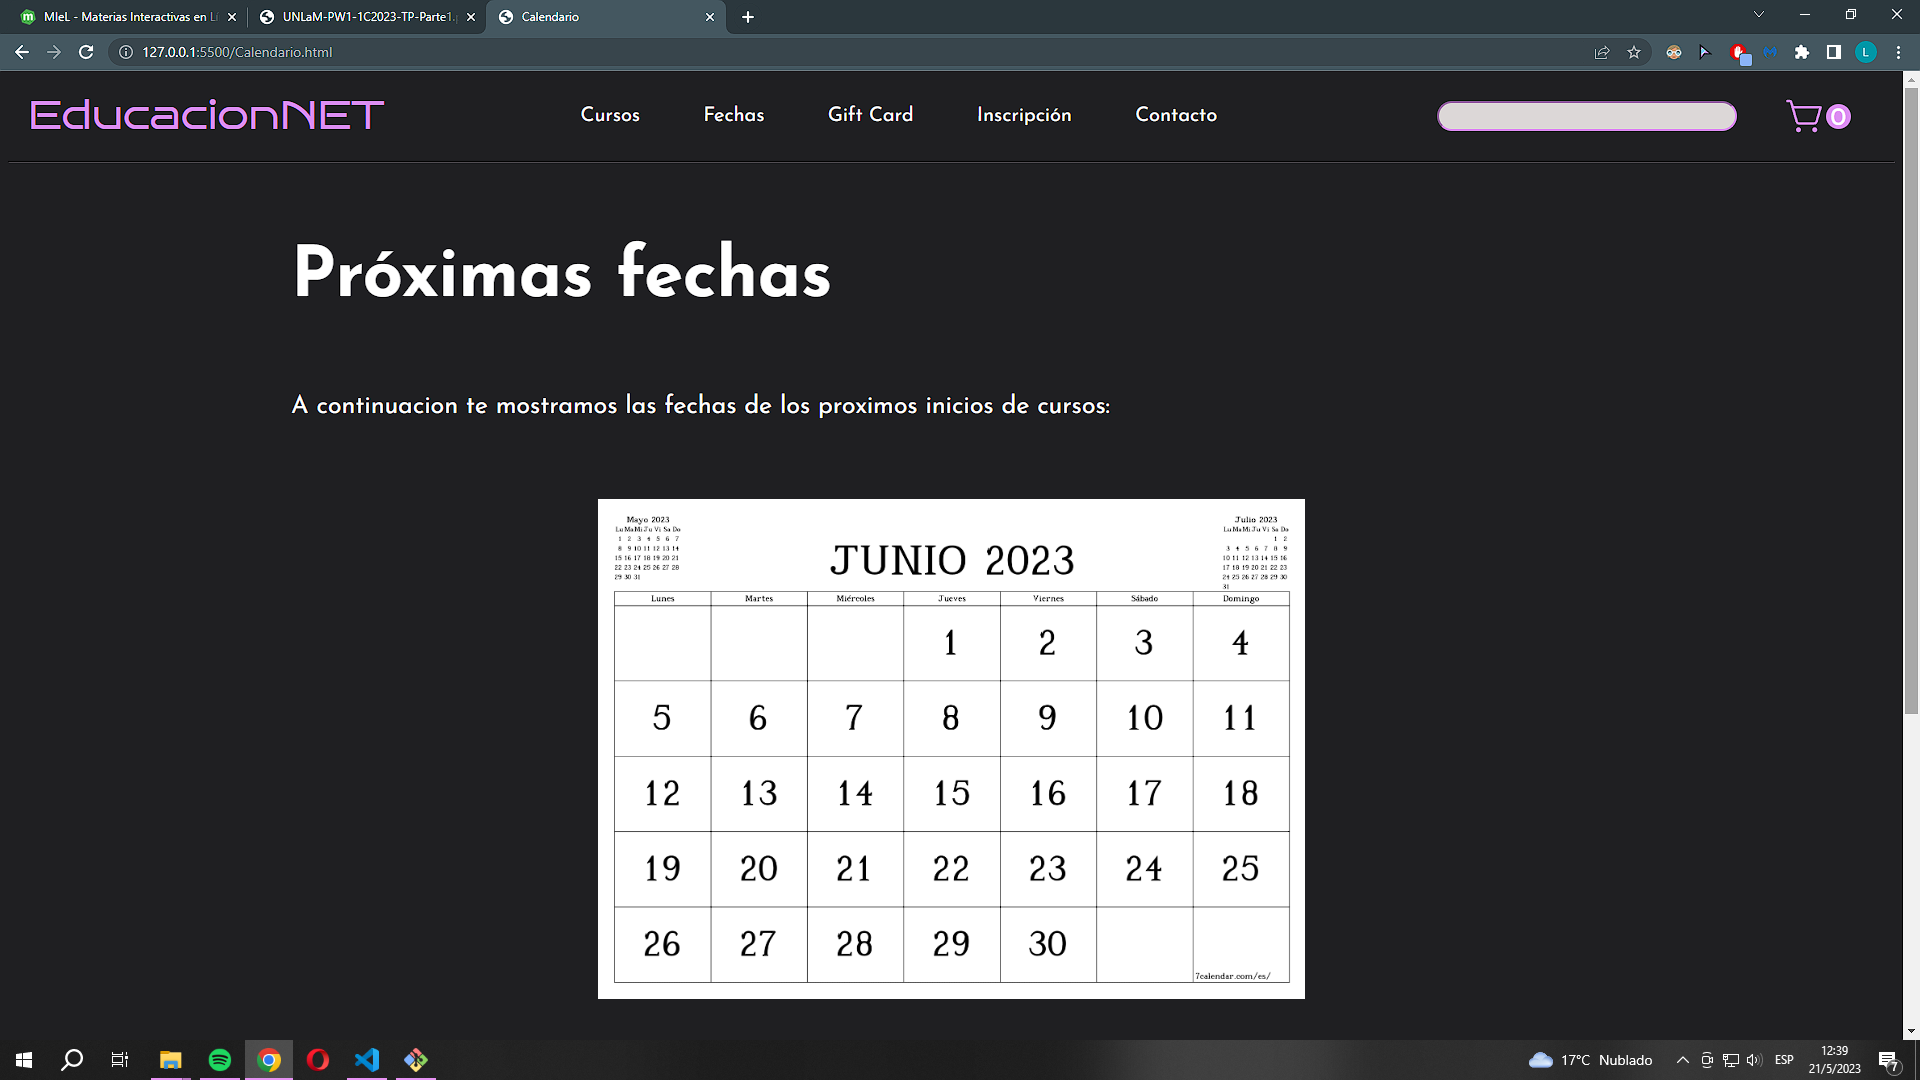 MIeL - Materias Interactivas en Lí
UNLaM-PW1-1C2023-TP-Parte1.
Calendario
127.0.0.1:5500/Calendario.html
L
EducacionNET
Cursos
Fechas
Gift Card
Inscripción
Contacto
0
Próximas fechas
A continuacion te mostramos las fechas de los proximos inicios de cursos:
Mayo 2023
Lu Ma Mi Ju Vi Sa Do
1 2 3 4 5 6 7
8 9 10 11 12 13 14
15 16 17 18 19 20 21
22 23 24 25 26 27 28
29 30 31
JUNIO 2023
Julio 2023
Lu Ma Mi Ju Vi Sa Do
1 2
3 4 5 6 7 8 9
10 11 12 13 14 15 16
17 18 19 20 21 22 23
24 25 26 27 28 29 30
31
Lunes Martes Miércoles Jueves Viernes Sábado Domingo
1 2 3 4
5 6 7 8 9 10 11
12 13 14 15 16 17 18
19 20 21 22 23 24 25
26 27 28 29 30
7calendar.com/es/
17°C Nublado
ESP
12:39
21/5/2023
7